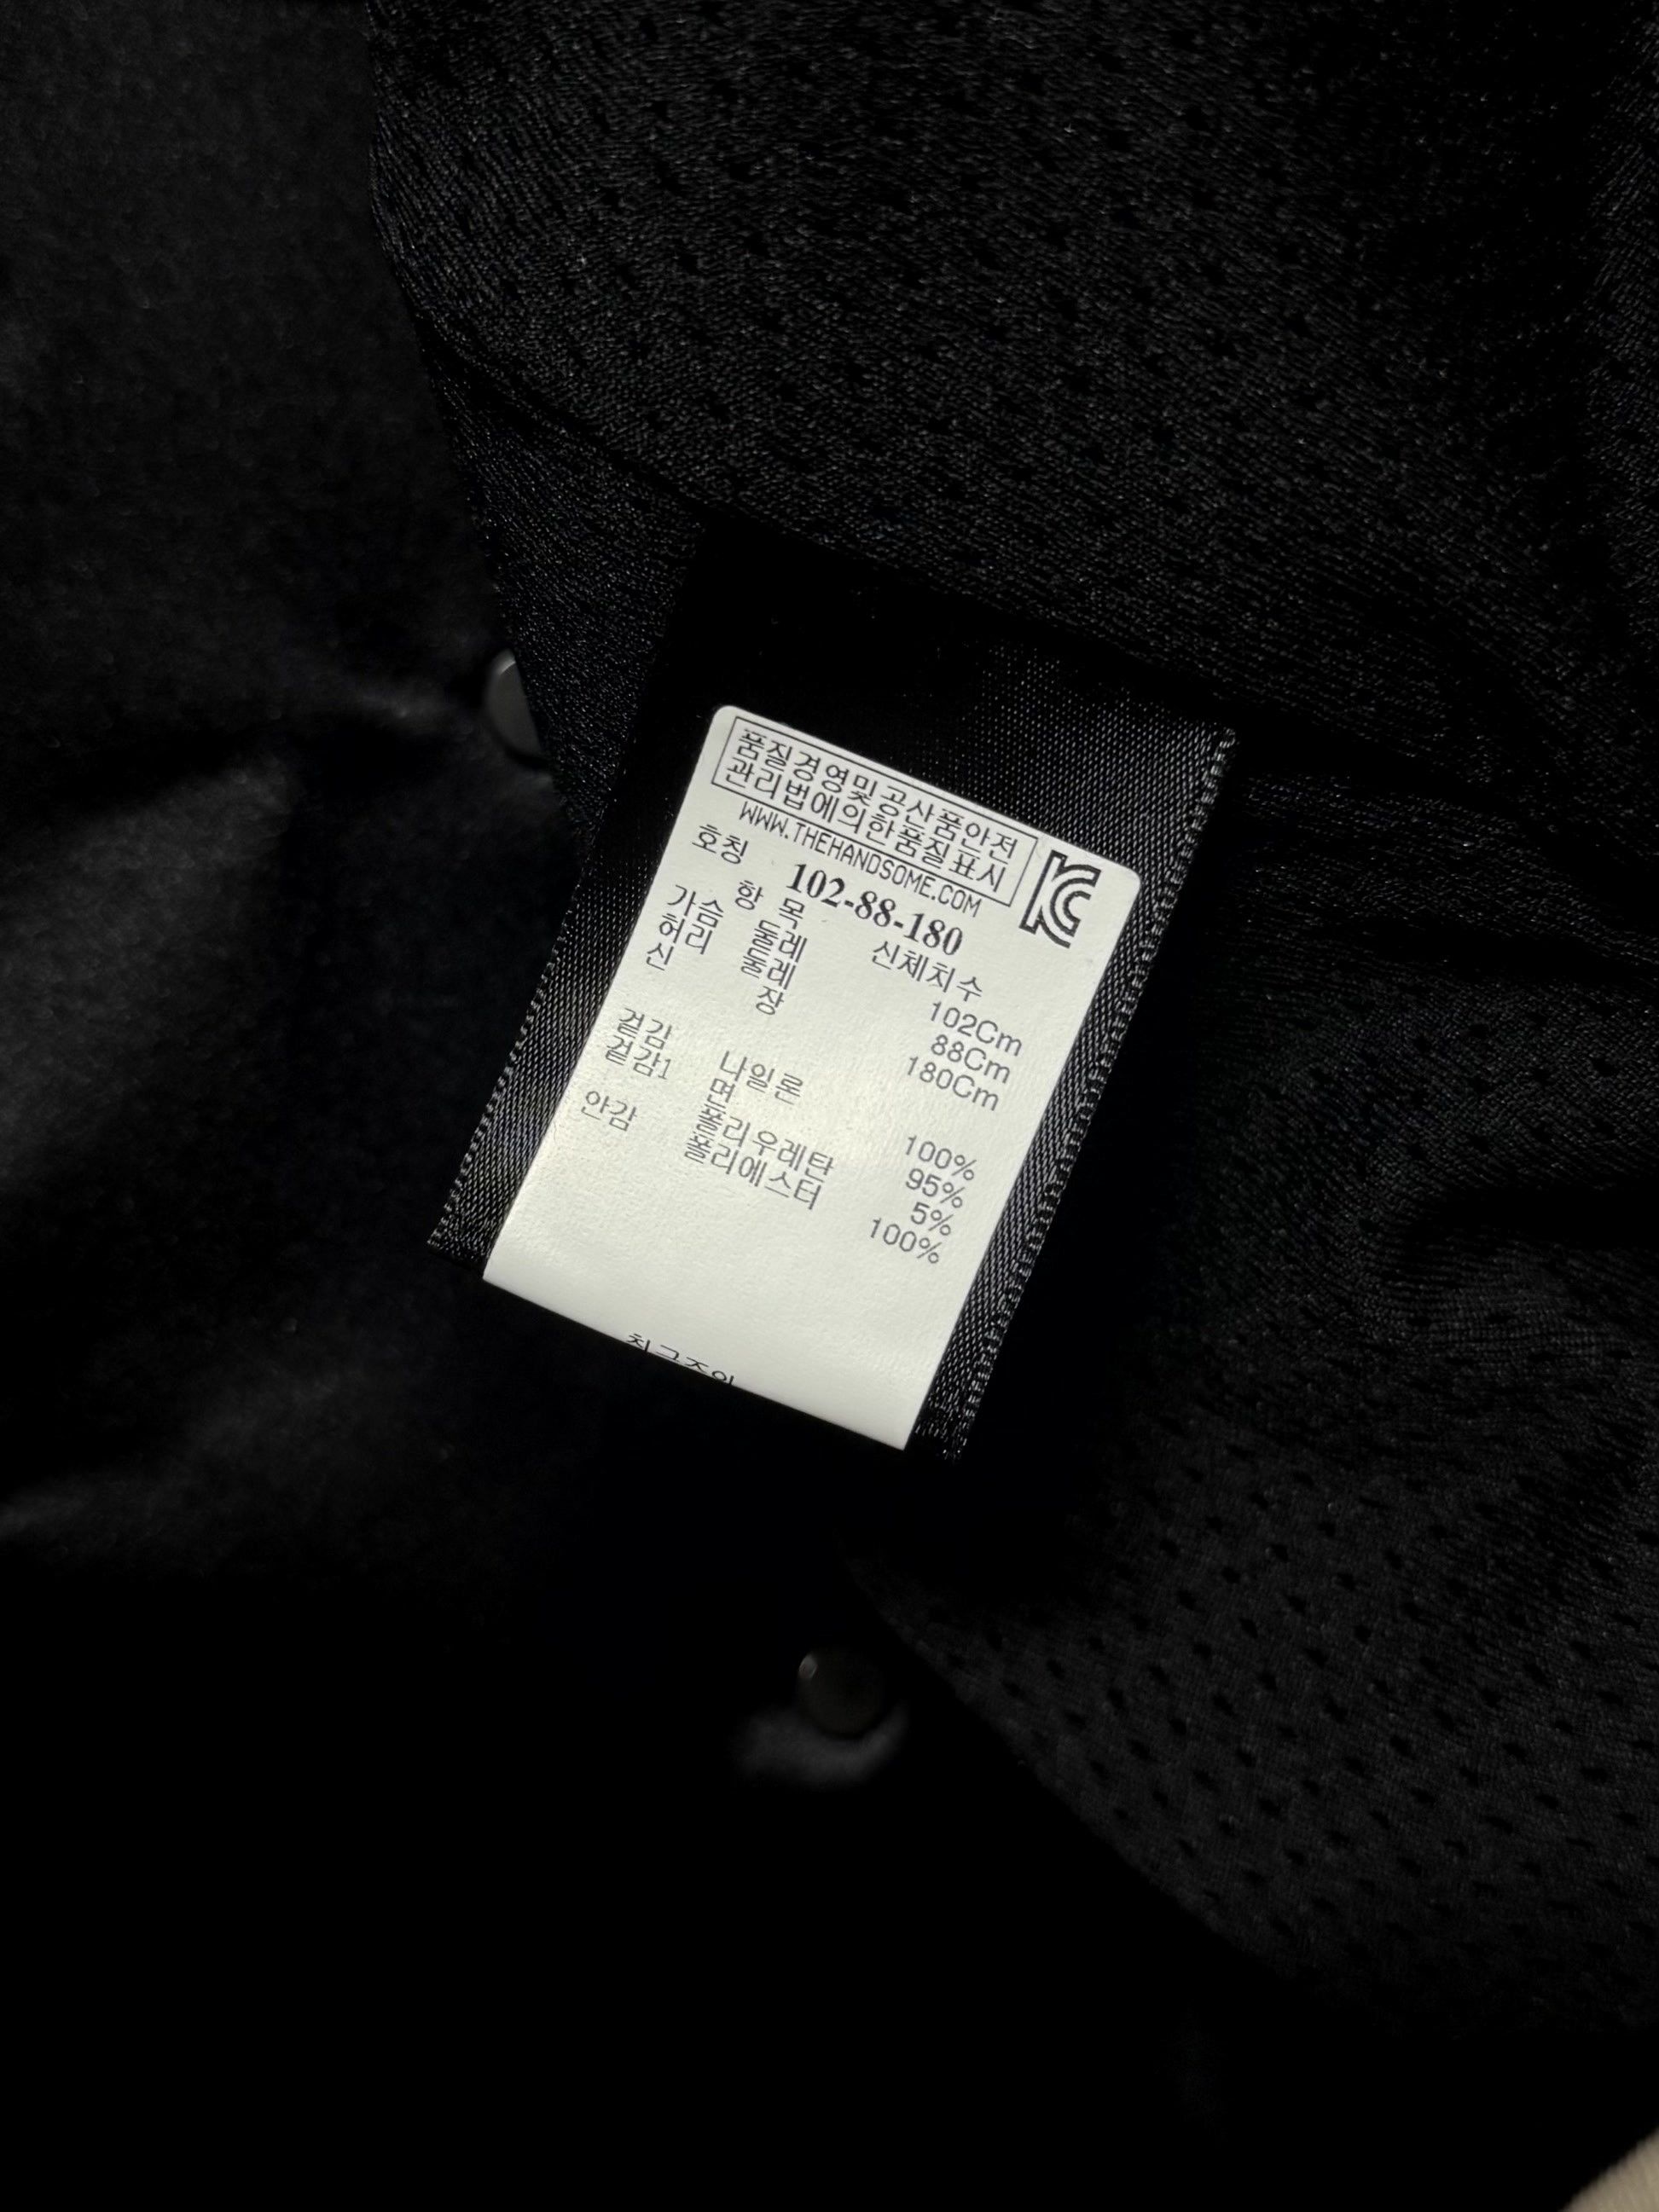 품질경영및공산품안전
관리법에의한품질표시
KC
WWW.THEHANDSOME.COM
호칭 102-88-180
항 목 신체치수
가슴 둘레 102Cm
허리 둘레 88Cm
신 장 180Cm
겉감 나일론 100%
겉감1 면 95%
폴리우레탄 5%
안감 폴리에스터 100%